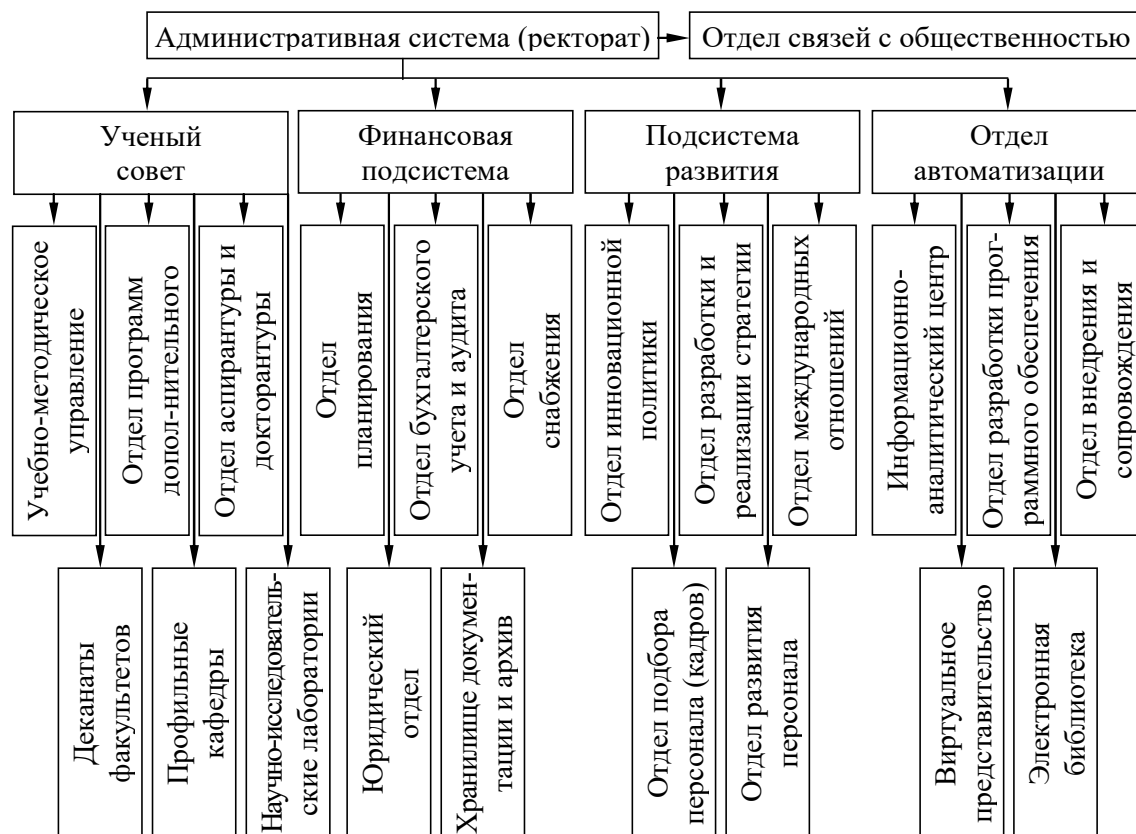 Административная система (ректорат)
Отдел связей с общественностью
Ученый
совет
Финансовая
подсистема
Подсистема
развития
Отдел
автоматизации
Учебно-методическое
управление
Отдел программ
допол-нительного
Отдел аспирантуры и
докторантуры
Отдел
планирования
Отдел бухгалтерского
учета и аудита
Отдел
снабжения
Отдел инновационной
политики
Отдел разработки и
реализации стратегии
Отдел международных
отношений
Информационно-
аналитический центр
Отдел разработки прог-
раммного обеспечения
Отдел внедрения и
сопровождения
Деканаты
факультетов
Профильные
кафедры
Научно-исследователь-
ские лаборатории
Юридический
отдел
Хранилище докумен-
тации и архив
Отдел подбора
персонала (кадров)
Отдел развития
персонала
Виртуальное
представительство
Электронная
библиотека